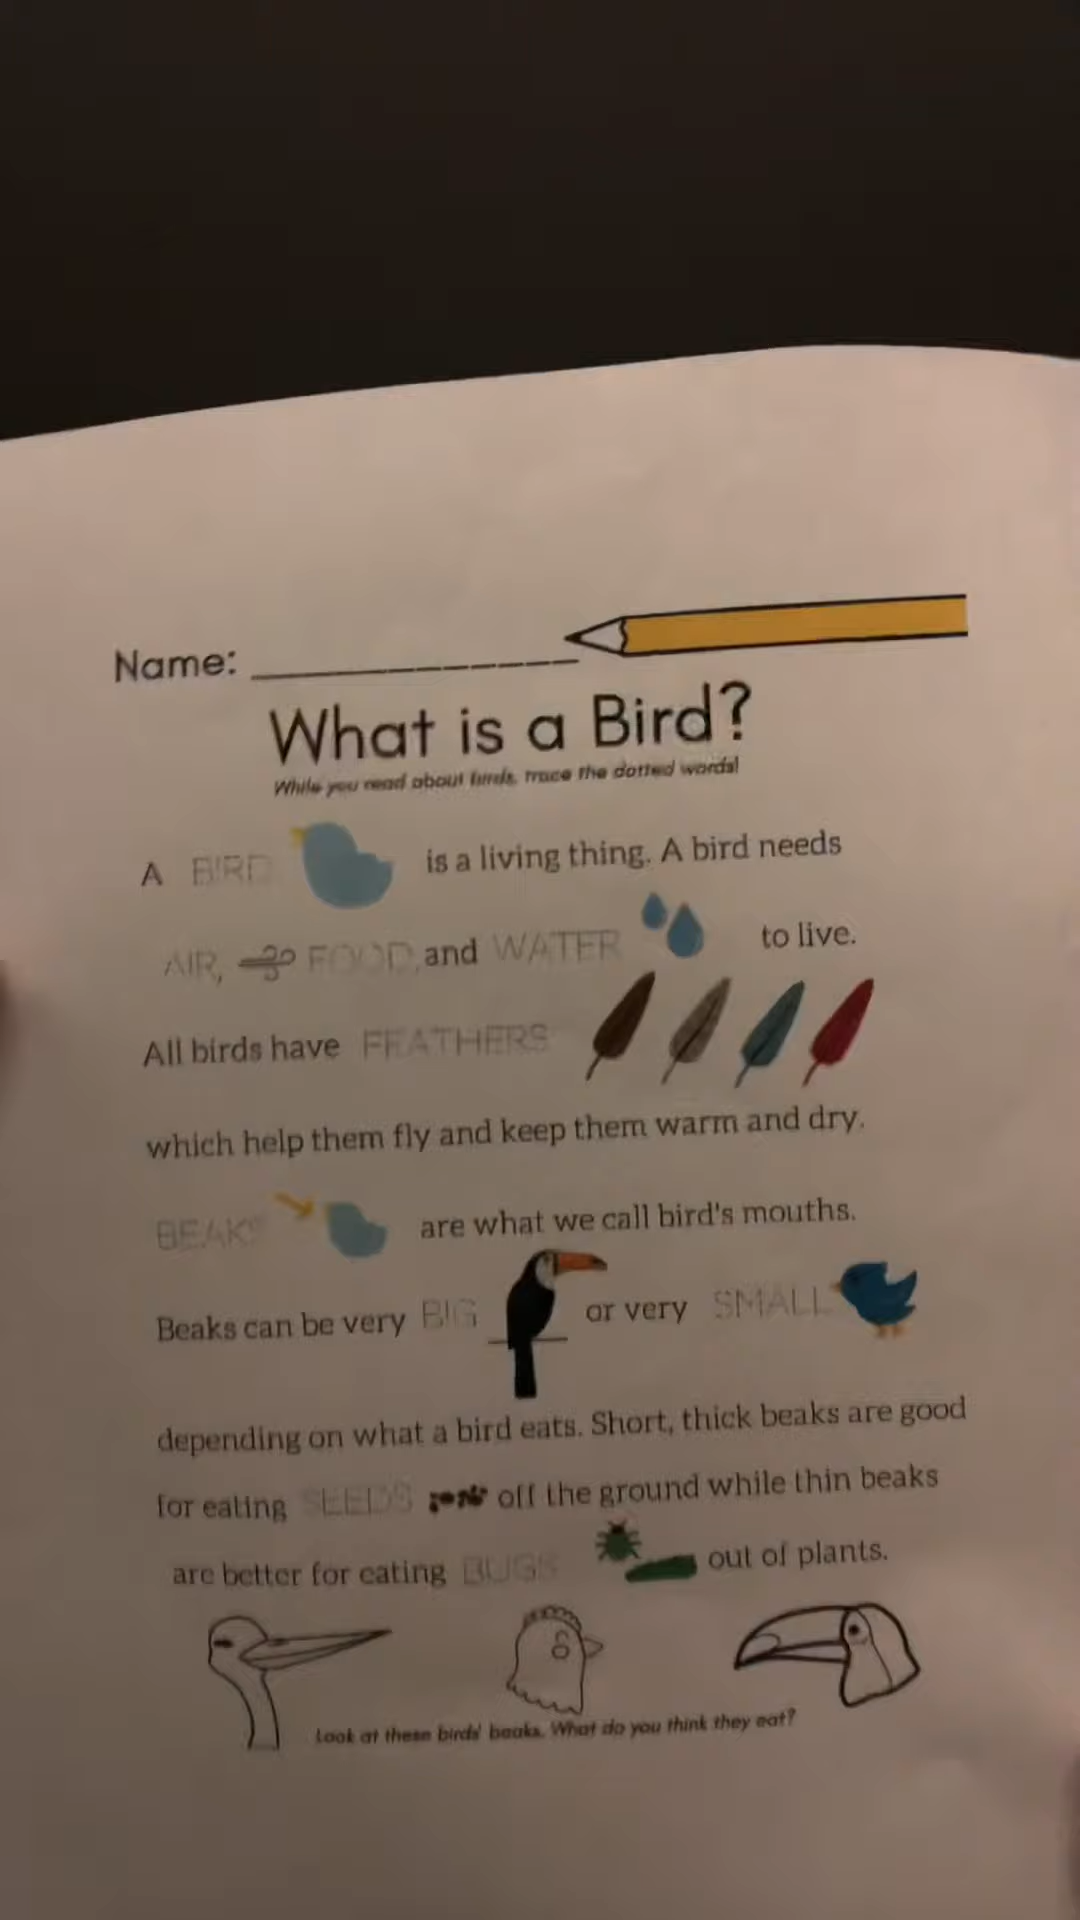 Name: ______________
What is a Bird?
While you read about birds, trace the dotted words!
A BIRD is a living thing. A bird needs
AIR, FOOD, and WATER to live.
All birds have FEATHERS
which help them fly and keep them warm and dry.
BEAKS are what we call bird's mouths.
Beaks can be very BIG or very SMALL
depending on what a bird eats. Short, thick beaks are good
for eating SEEDS off the ground while thin beaks
are better for eating BUGS out of plants.
Look at these birds' beaks. What do you think they eat?